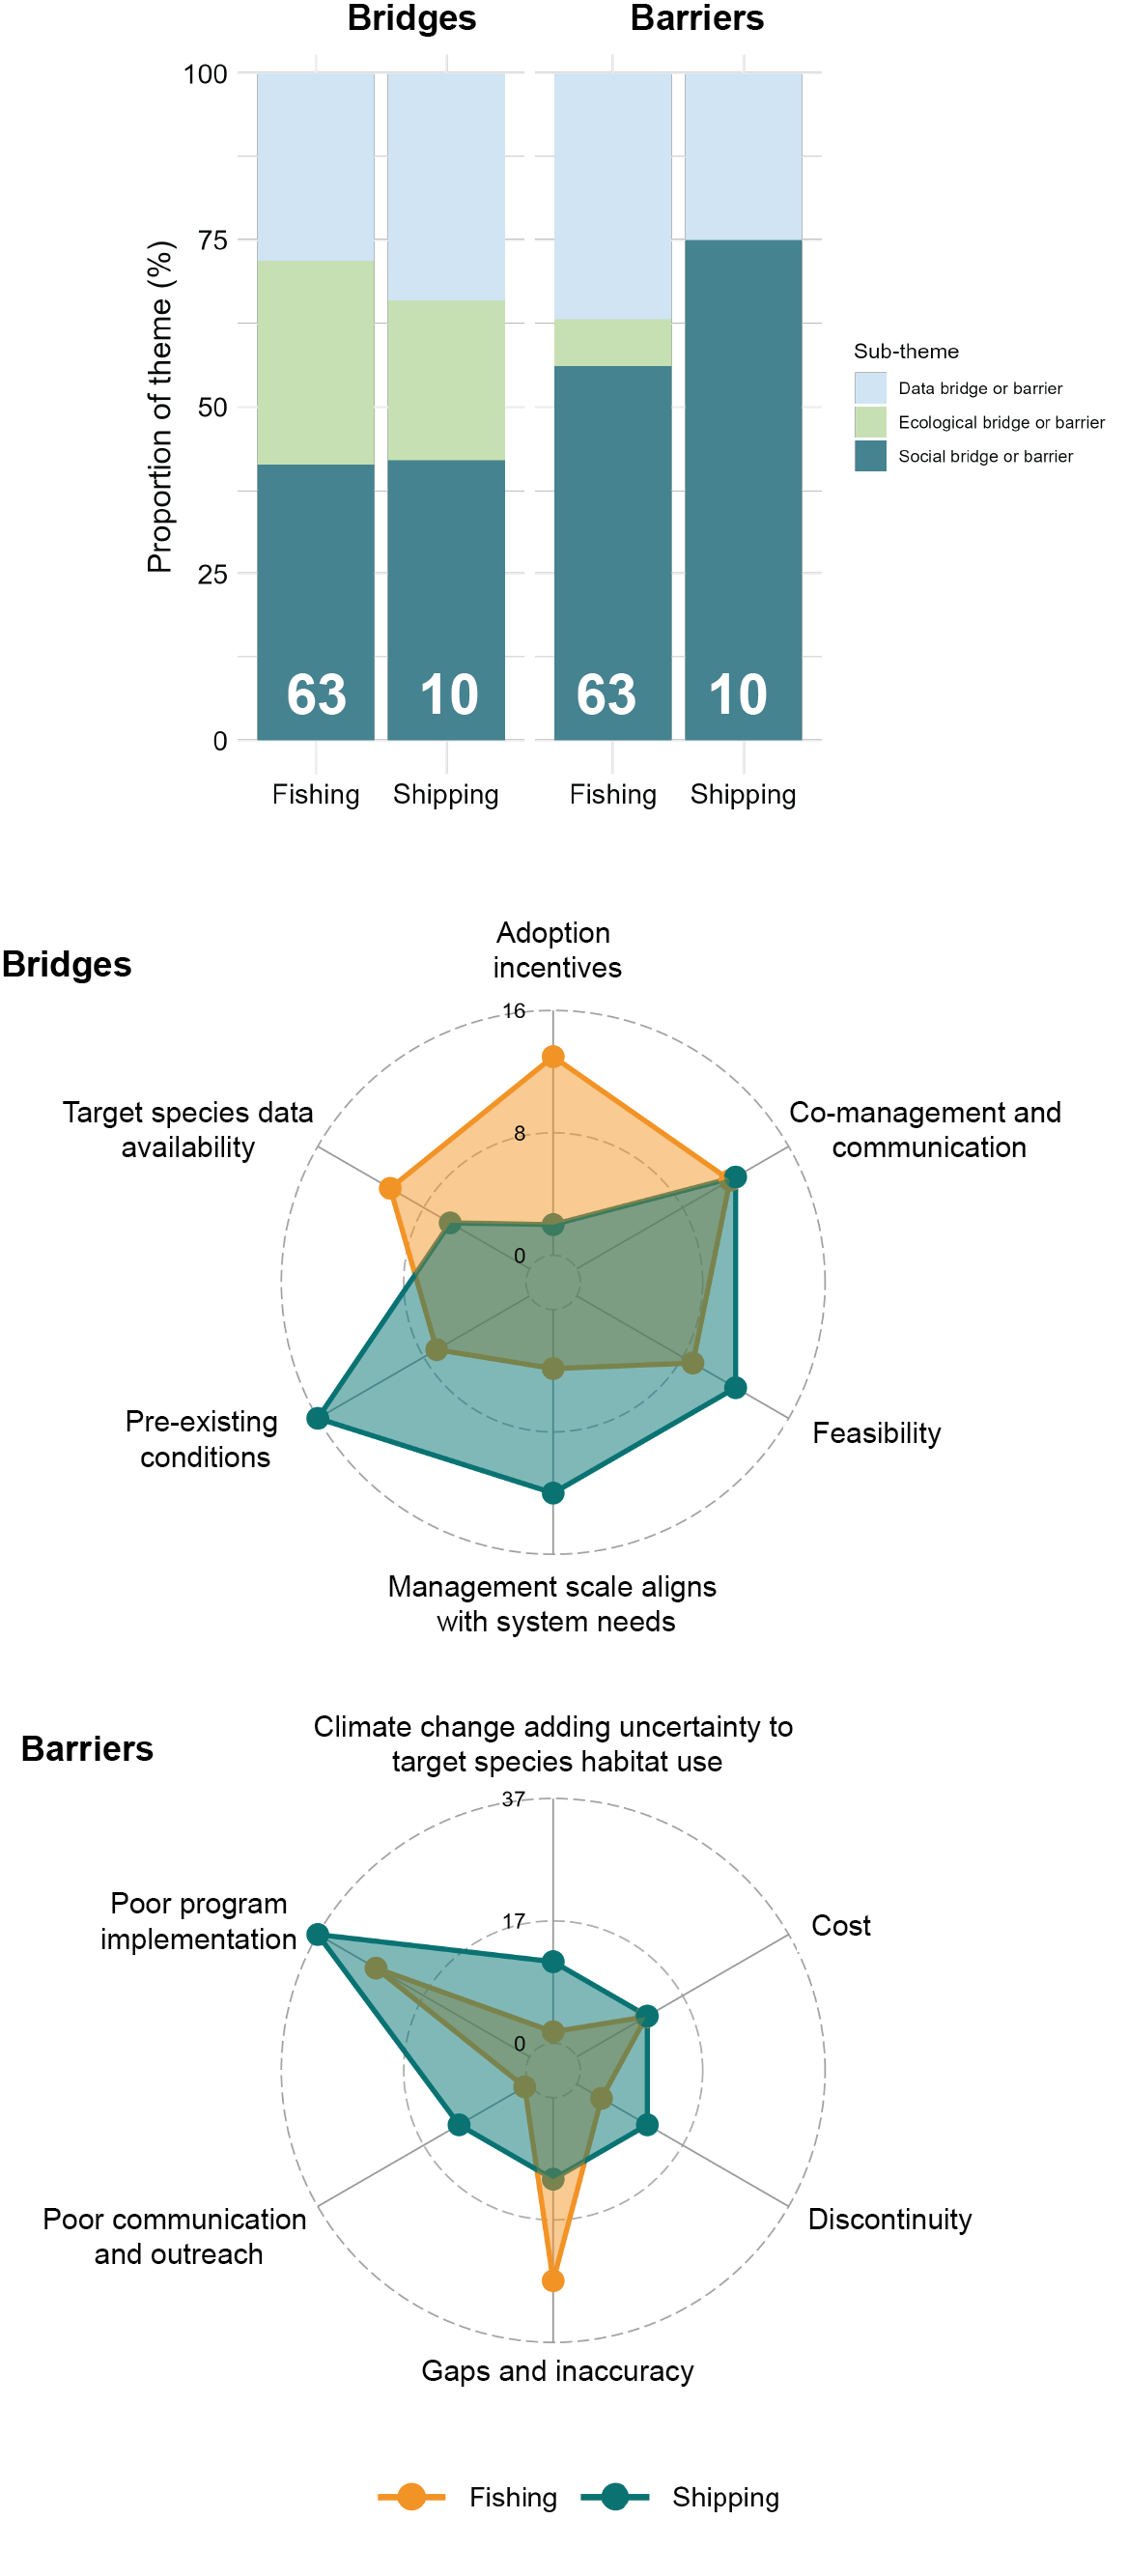 Bridges
Barriers
100
75
50
25
0
Proportion of theme (%)
63
10
63
10
Fishing
Shipping
Fishing
Shipping
Sub-theme
Data bridge or barrier
Ecological bridge or barrier
Social bridge or barrier
Bridges
Adoption
incentives
16
8
0
Target species data
availability
Co-management and
communication
Pre-existing
conditions
Feasibility
Management scale aligns
with system needs
Barriers
Climate change adding uncertainty to
target species habitat use
37
17
0
Poor program
implementation
Cost
Poor communication
and outreach
Discontinuity
Gaps and inaccuracy
Fishing
Shipping